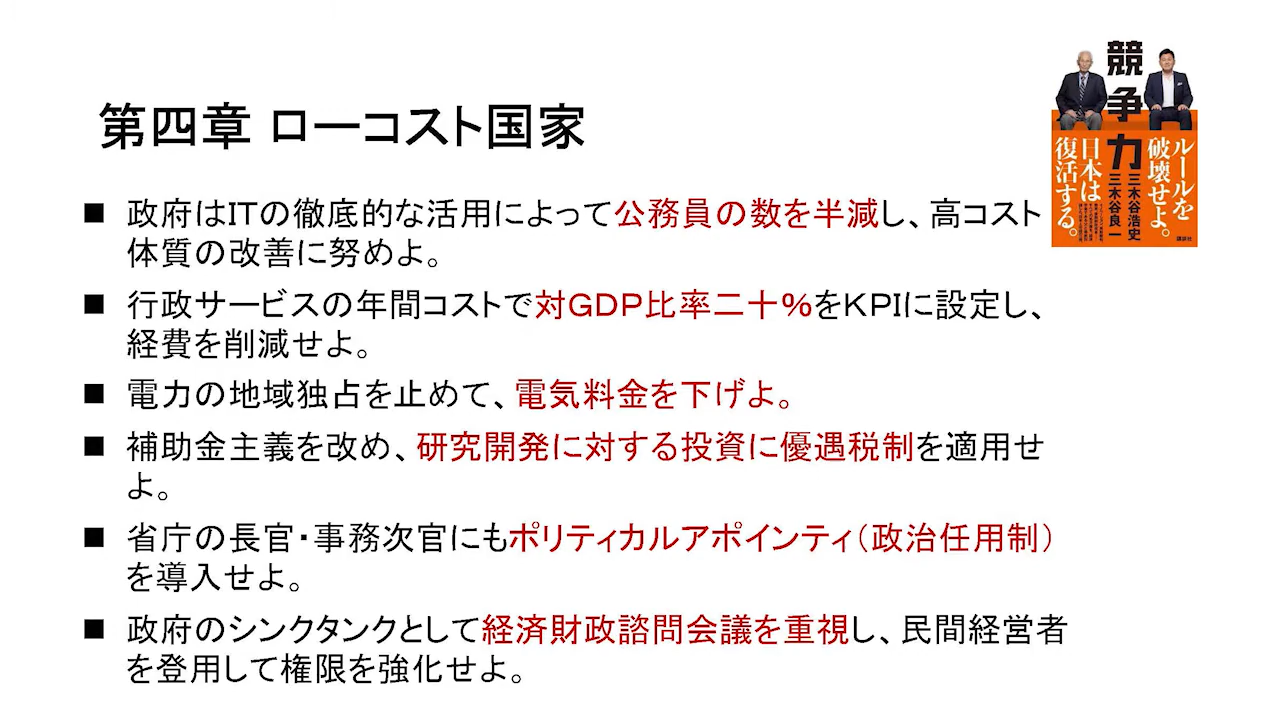 第四章 ローコスト国家
■ 政府はITの徹底的な活用によって公務員の数を半減し、高コスト
体質の改善に努めよ。
■ 行政サービスの年間コストで対GDP比率二十%をKPIに設定し、
経費を削減せよ。
■ 電力の地域独占を止めて、電気料金を下げよ。
■ 補助金主義を改め、研究開発に対する投資に優遇税制を適用せ
よ。
■ 省庁の長官・事務次官にもポリティカルアポインティ(政治任用制)
を導入せよ。
■ 政府のシンクタンクとして経済財政諮問会議を重視し、民間経営者
を登用して権限を強化せよ。
競争力
ルールを
破壊せよ。
三木谷浩史
三木谷良一
日本は
復活する。
講談社